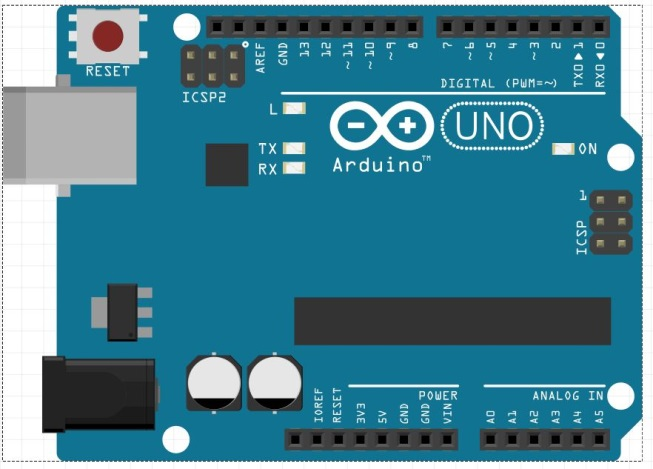 RESET
ICSP2
AREF
GND
13
12
~11
~10
~9
8
7
~6
~5
4
~3
2
TX0▶1
RX0◀0
DIGITAL (PWM=~)
L
TX
RX
Arduino™
UNO
ON
1
ICSP
POWER
IOREF
RESET
3V3
5V
GND
GND
VIN
ANALOG IN
A0
A1
A2
A3
A4
A5